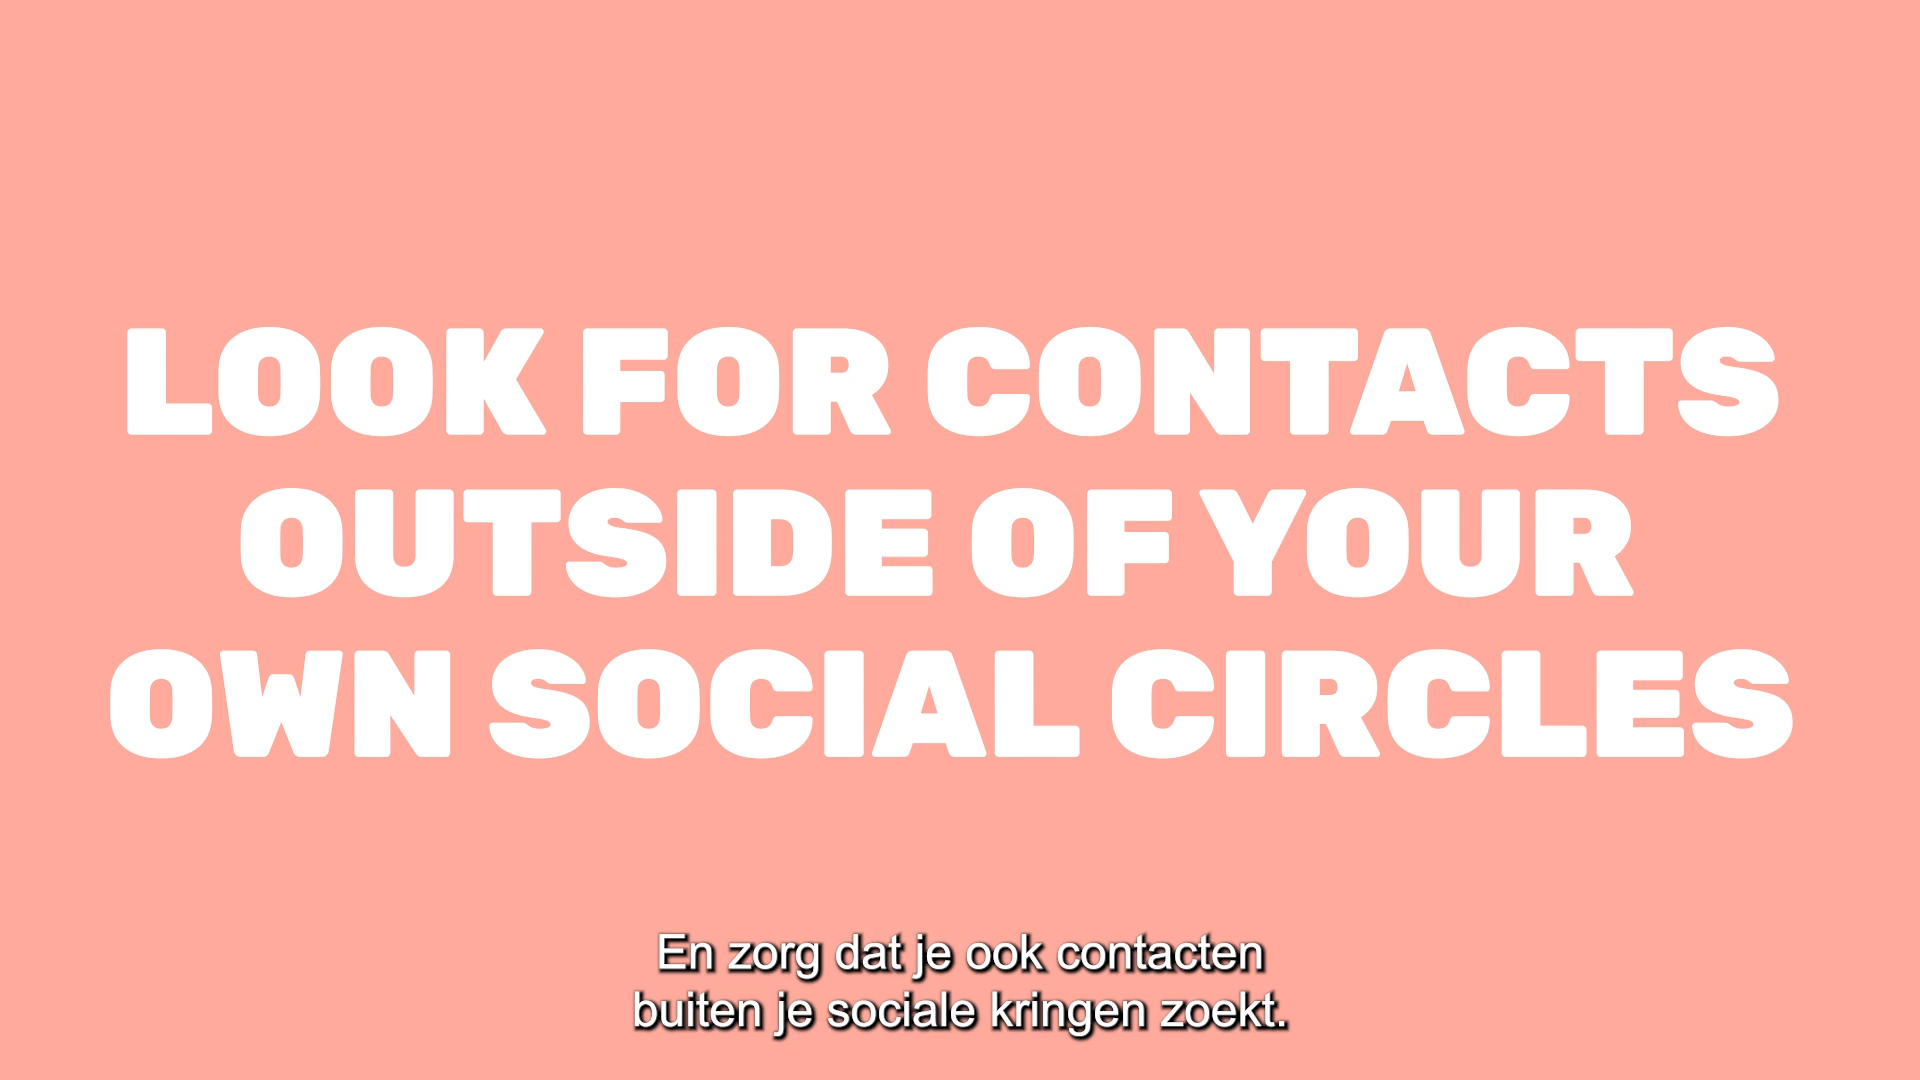 LOOK FOR CONTACTS
OUTSIDE OF YOUR
OWN SOCIAL CIRCLES
En zorg dat je ook contacten
buiten je sociale kringen zoekt.